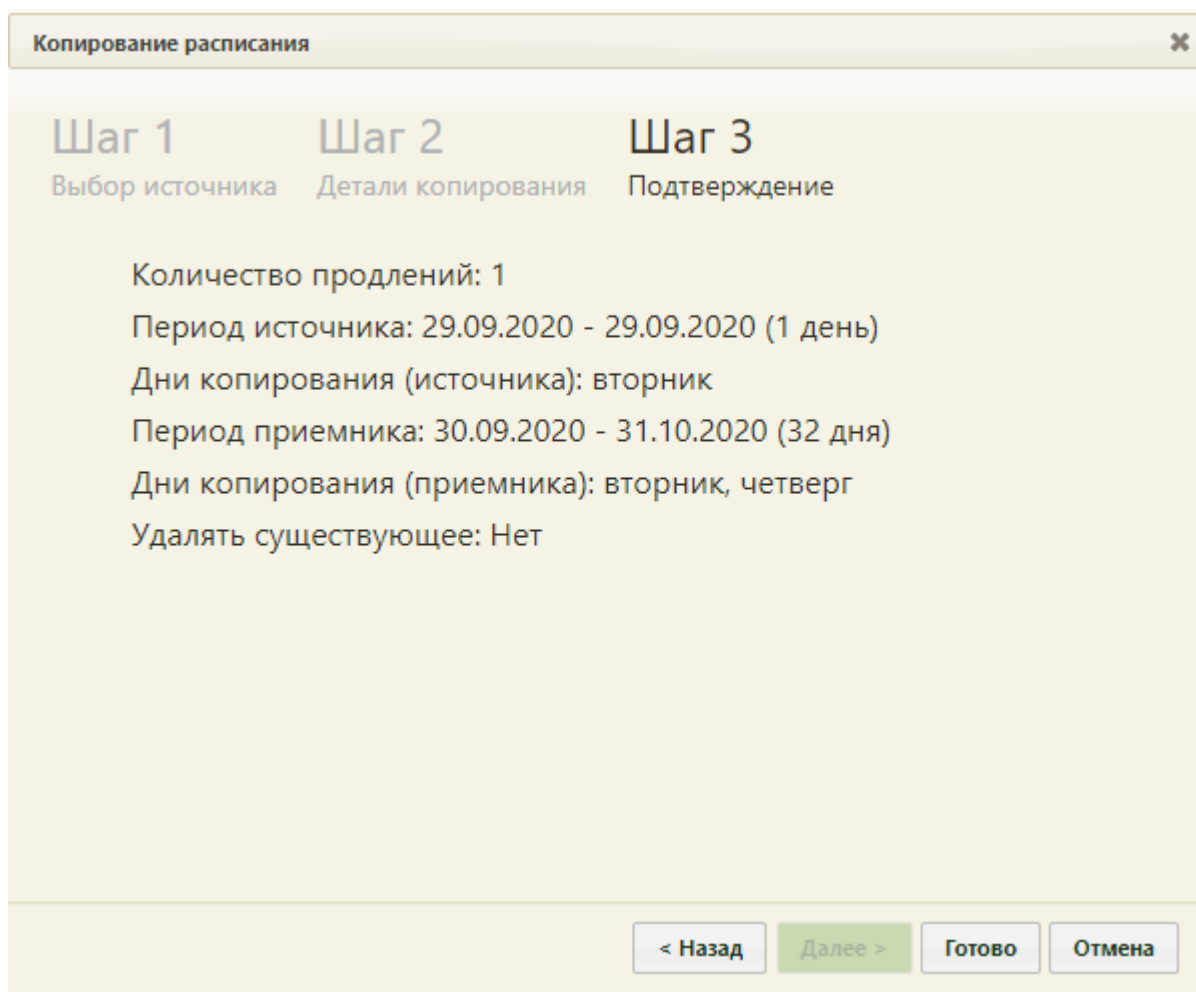 Копирование расписания
Шаг 1 Шаг 2 Шаг 3
Выбор источника Детали копирования Подтверждение
Количество продлений: 1
Период источника: 29.09.2020 - 29.09.2020 (1 день)
Дни копирования (источника): вторник
Период приемника: 30.09.2020 - 31.10.2020 (32 дня)
Дни копирования (приемника): вторник, четверг
Удалять существующее: Нет
< Назад Далее > Готово Отмена